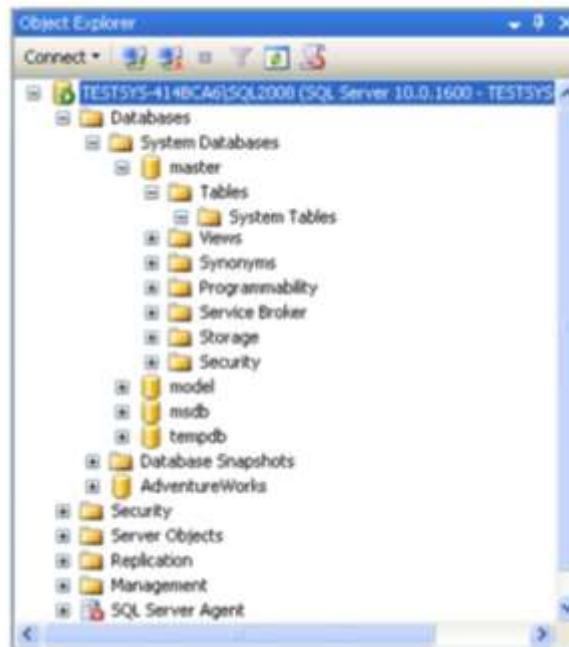 Object Explorer
Connect
TESTSYS-414BCA6\SQL2008 (SQL Server 10.0.1600 - TESTSYS
Databases
System Databases
master
Tables
System Tables
Views
Synonyms
Programmability
Service Broker
Storage
Security
model
msdb
tempdb
Database Snapshots
AdventureWorks
Security
Server Objects
Replication
Management
SQL Server Agent